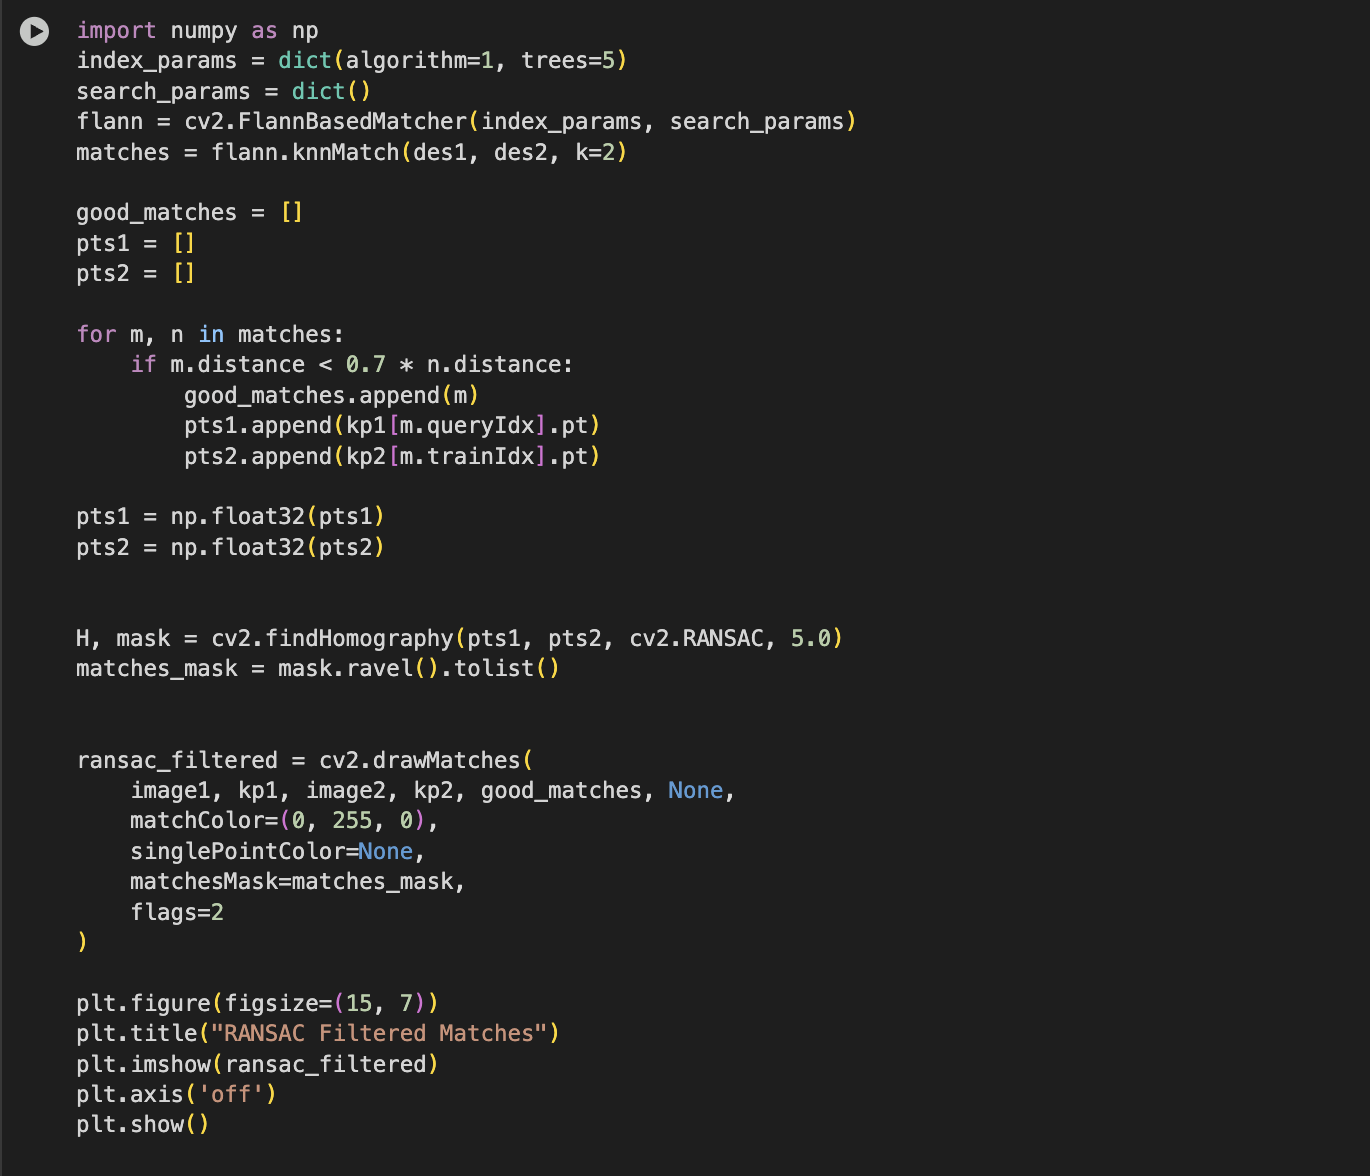 import numpy as np
index_params = dict(algorithm=1, trees=5)
search_params = dict()
flann = cv2.FlannBasedMatcher(index_params, search_params)
matches = flann.knnMatch(des1, des2, k=2)

good_matches = []
pts1 = []
pts2 = []

for m, n in matches:
    if m.distance < 0.7 * n.distance:
        good_matches.append(m)
        pts1.append(kp1[m.queryIdx].pt)
        pts2.append(kp2[m.trainIdx].pt)

pts1 = np.float32(pts1)
pts2 = np.float32(pts2)


H, mask = cv2.findHomography(pts1, pts2, cv2.RANSAC, 5.0)
matches_mask = mask.ravel().tolist()


ransac_filtered = cv2.drawMatches(
    image1, kp1, image2, kp2, good_matches, None,
    matchColor=(0, 255, 0),
    singlePointColor=None,
    matchesMask=matches_mask,
    flags=2
)

plt.figure(figsize=(15, 7))
plt.title("RANSAC Filtered Matches")
plt.imshow(ransac_filtered)
plt.axis('off')
plt.show()